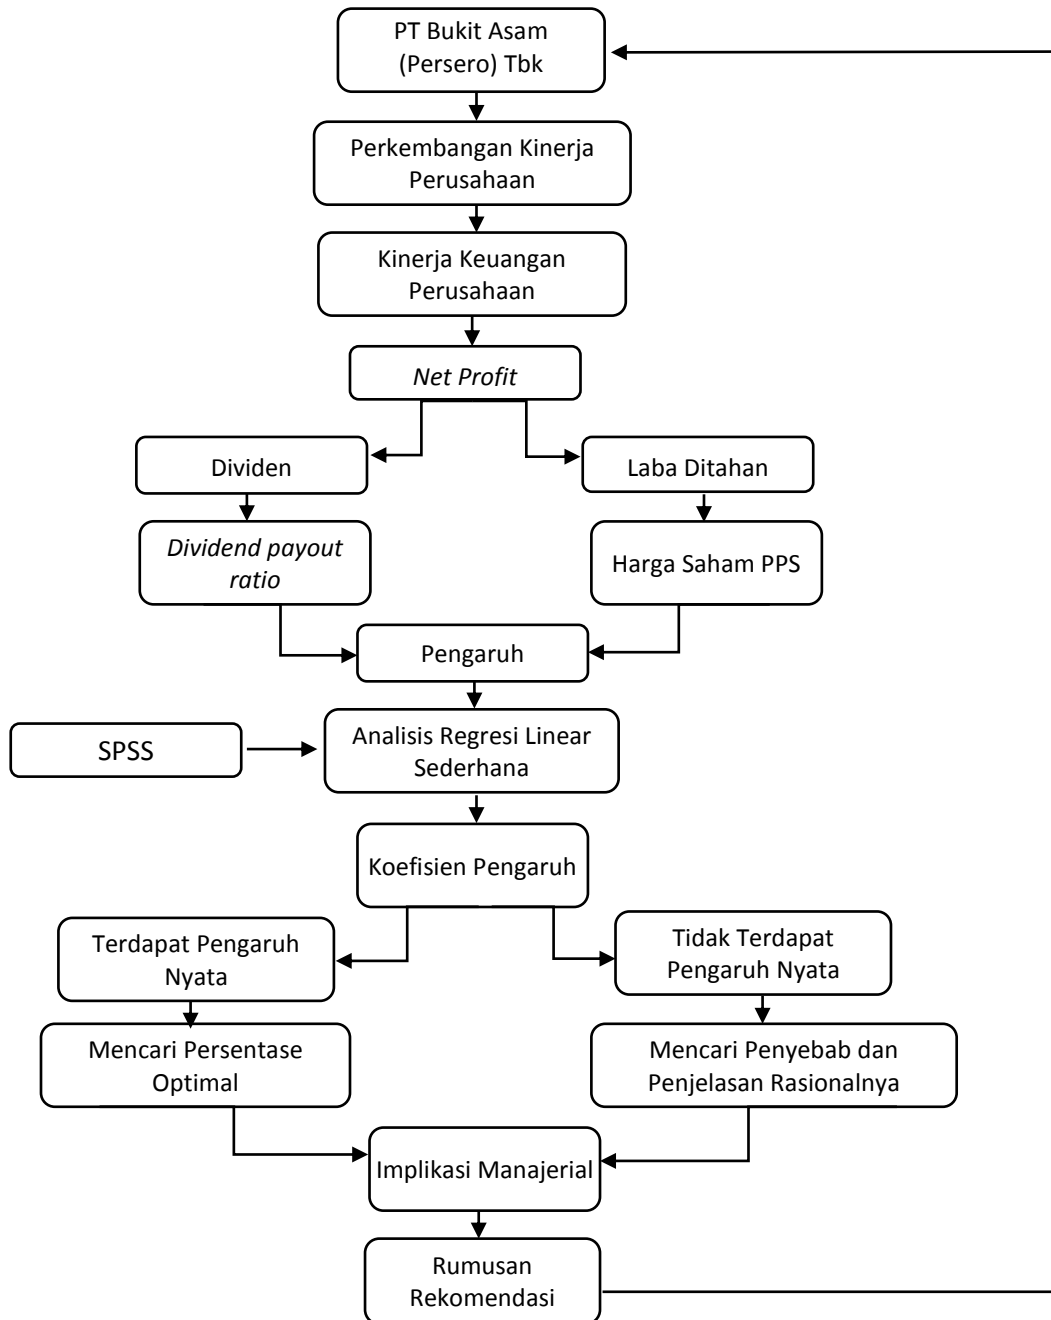 PT Bukit Asam
(Persero) Tbk
Perkembangan Kinerja
Perusahaan
Kinerja Keuangan
Perusahaan
Net Profit
Dividen
Laba Ditahan
Dividend payout
ratio
Harga Saham PPS
Pengaruh
SPSS
Analisis Regresi Linear
Sederhana
Koefisien Pengaruh
Terdapat Pengaruh
Nyata
Tidak Terdapat
Pengaruh Nyata
Mencari Persentase
Optimal
Mencari Penyebab dan
Penjelasan Rasionalnya
Implikasi Manajerial
Rumusan
Rekomendasi